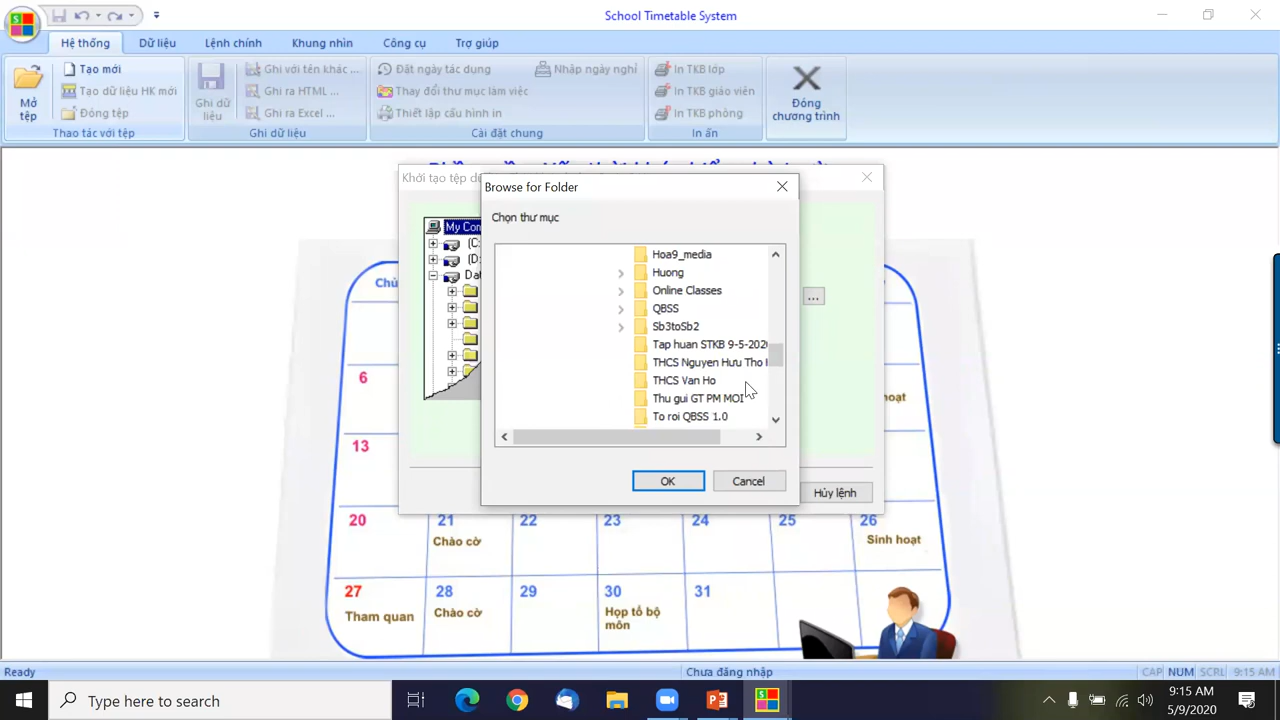 School Timetable System
Hệ thống
Dữ liệu
Lệnh chính
Khung nhìn
Công cụ
Trợ giúp
Mở tệp
Tạo mới
Tạo dữ liệu HK mới
Đóng tệp
Thao tác với tệp
Ghi dữ liệu
Ghi với tên khác ...
Ghi ra HTML ...
Ghi ra Excel ...
Ghi dữ liệu
Đặt ngày tác dụng
Thay đổi thư mục làm việc
Thiết lập cấu hình in
Nhập ngày nghỉ
Cài đặt chung
In TKB lớp
In TKB giáo viên
In TKB phòng
In ấn
Đóng chương trình
Khởi tạo tệp
Browse for Folder
Chọn thư mục
My Con
(C:
(D:
Dat
Hoa9_media
Huong
Online Classes
QBSS
Sb3toSb2
Tap huan STKB 9-5-2020
THCS Nguyen Hưu Tho
THCS Van Ho
Thu gui GT PM MOI
To roi QBSS 1.0
...
OK
Cancel
Hủy lệnh
Chủ
6
hoạt
13
20
21
Chào cờ
22
23
24
25
26
Sinh hoạt
27
Tham quan
28
Chào cờ
29
30
Họp tổ bộ môn
31
Ready
Chưa đăng nhập
CAP
NUM
SCRL
9:15 AM
Type here to search
9:15 AM
5/9/2020